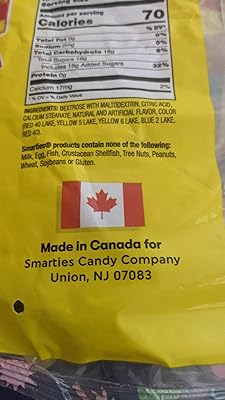 Serving size
Amount per serving
Calories 70
% DV*
Total Fat 0g 0%
Sodium 0mg 0%
Total Carbohydrate 18g 6%
Total Sugars 16g
Includes 16g Added Sugars 32%
Protein 0g
Calcium 17mg 2%
* % DV = % Daily Value
INGREDIENTS: DEXTROSE WITH MALTODEXTRIN, CITRIC ACID,
CALCIUM STEARATE, NATURAL AND ARTIFICIAL FLAVOR, COLOR
(RED 40 LAKE, YELLOW 5 LAKE, YELLOW 6 LAKE, BLUE 2 LAKE,
RED 40).
Smarties® products contain none of the following:
Milk, Egg, Fish, Crustacean Shellfish, Tree Nuts, Peanuts,
Wheat, Soybeans or Gluten.
Made in Canada for
Smarties Candy Company
Union, NJ 07083